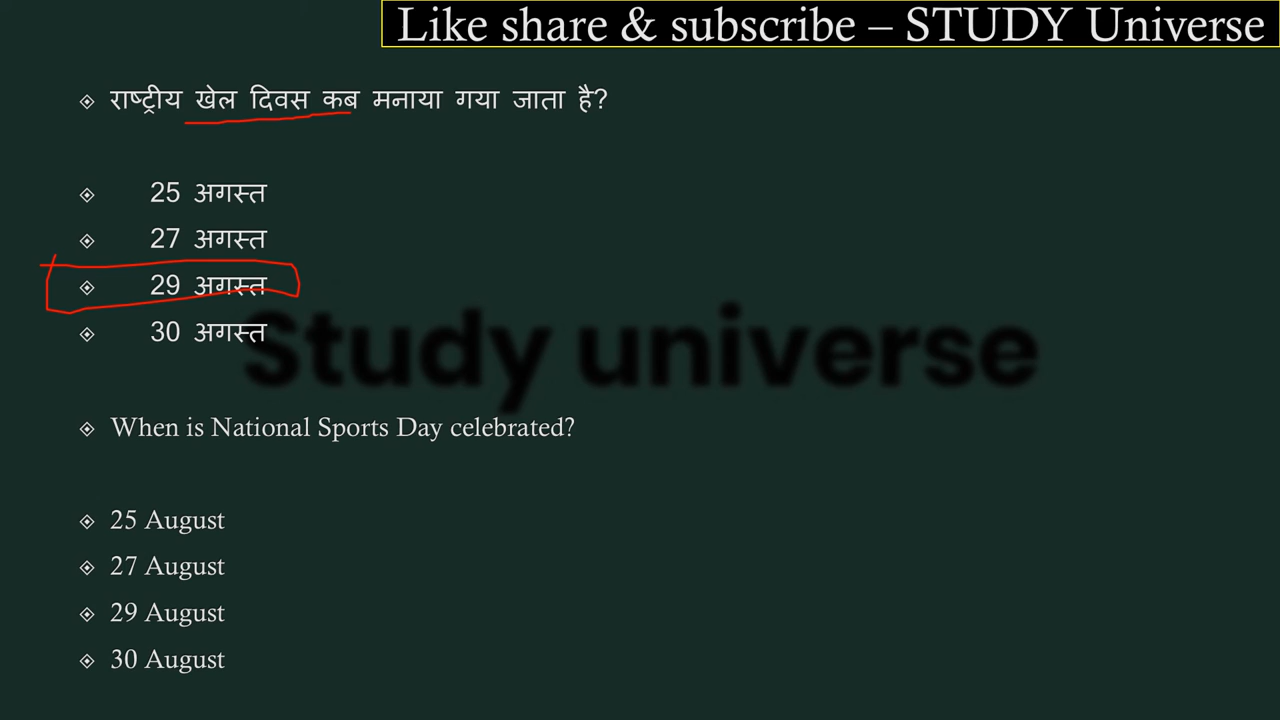 Like share & subscribe – STUDY Universe
राष्ट्रीय खेल दिवस कब मनाया गया जाता है?
25 अगस्त
27 अगस्त
29 अगस्त
30 अगस्त
Study universe
When is National Sports Day celebrated?
25 August
27 August
29 August
30 August